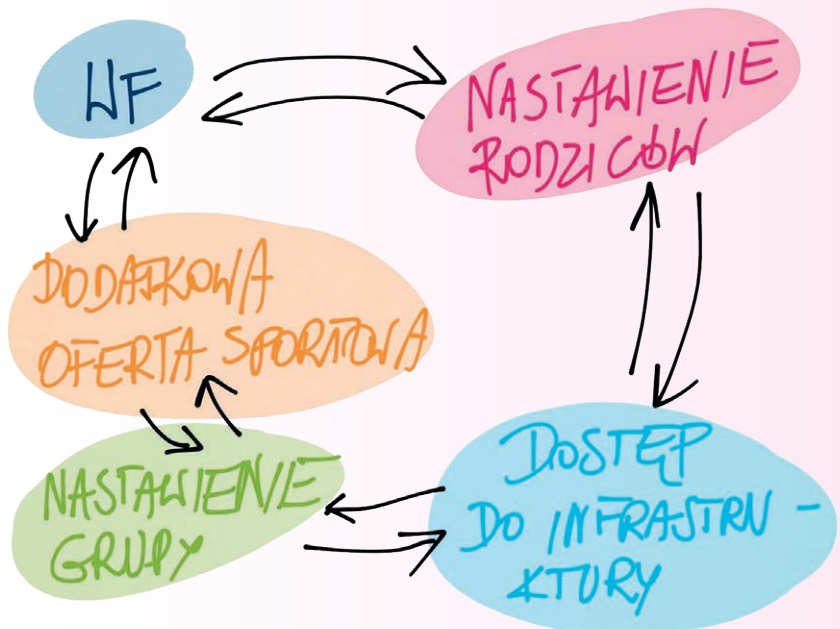 WF
NASTAWIENIE
RODZICÓW
DODATKOWA
OFERTA SPORTOWA
NASTAWIENIE
GRUPY
DOSTĘP
DO INFRASTRU-
KTURY